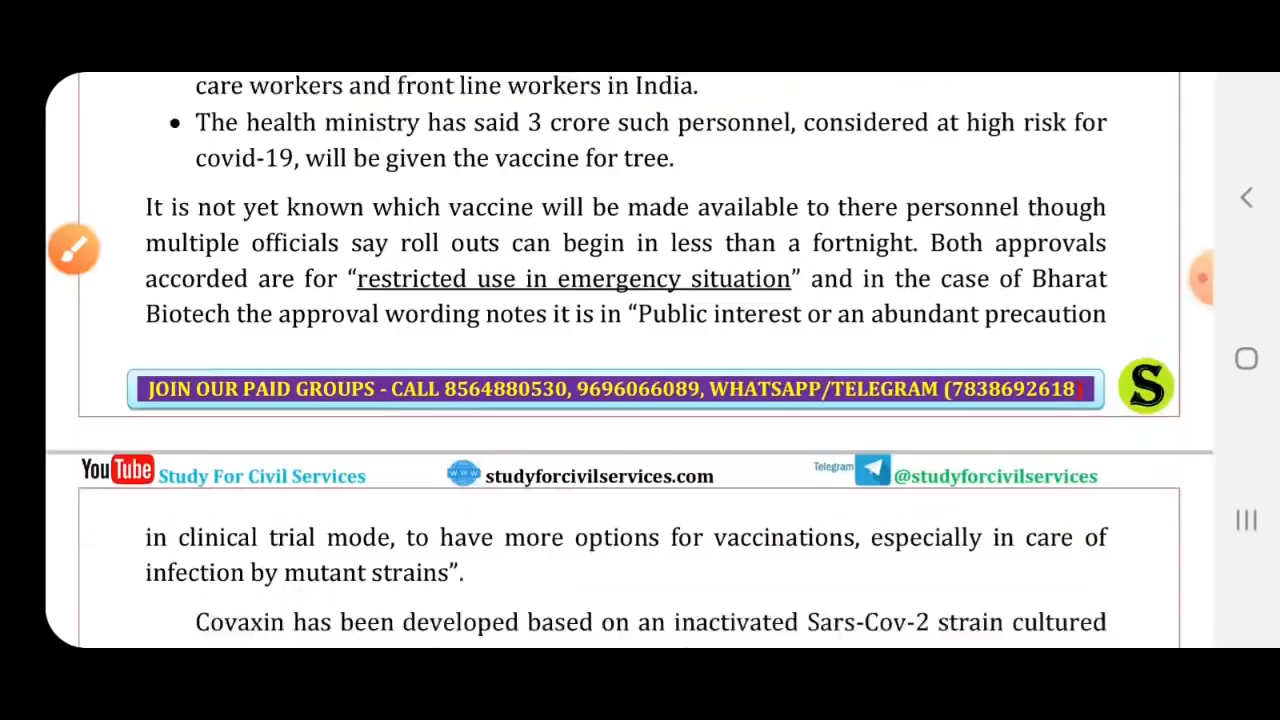 care workers and front line workers in India.
• The health ministry has said 3 crore such personnel, considered at high risk for
covid-19, will be given the vaccine for tree.
It is not yet known which vaccine will be made available to there personnel though
multiple officials say roll outs can begin in less than a fortnight. Both approvals
accorded are for “restricted use in emergency situation” and in the case of Bharat
Biotech the approval wording notes it is in “Public interest or an abundant precaution
JOIN OUR PAID GROUPS - CALL 8564880530, 9696066089, WHATSAPP/TELEGRAM (7838692618)
S
YouTube Study For Civil Services
www studyforcivilservices.com
Telegram @studyforcivilservices
in clinical trial mode, to have more options for vaccinations, especially in care of
infection by mutant strains”.
Covaxin has been developed based on an inactivated Sars-Cov-2 strain cultured